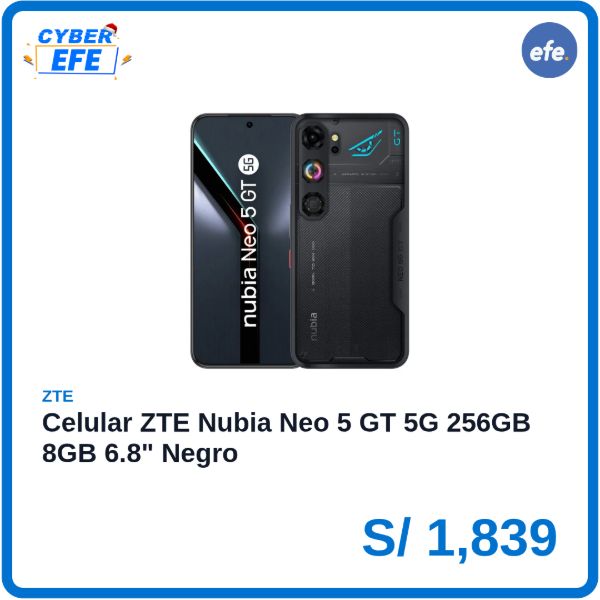 CYBER
EFE
efe.
nubia Neo 5 GT 5G
GT
nubia
ZTE
Celular ZTE Nubia Neo 5 GT 5G 256GB
8GB 6.8" Negro
S/ 1,839